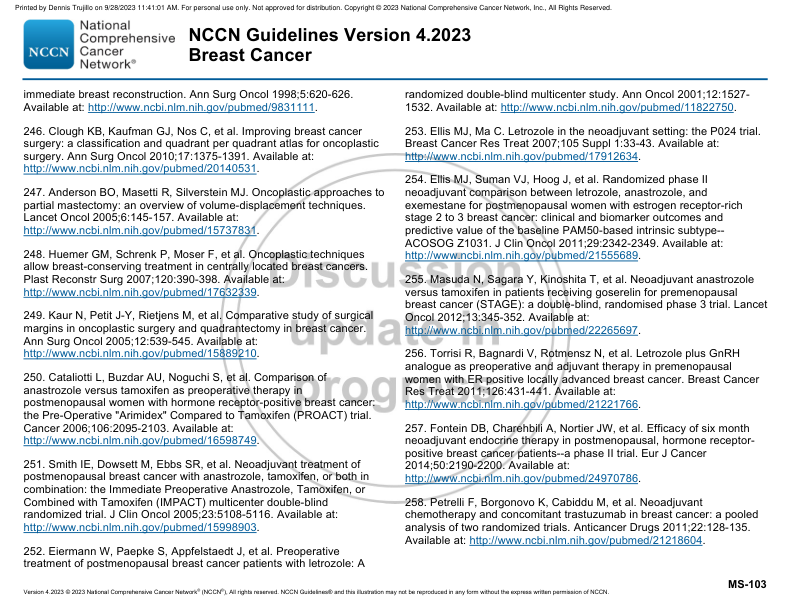 Printed by Dennis Trujillo on 9/28/2023 11:41:01 AM. For personal use only. Not approved for distribution. Copyright © 2023 National Comprehensive Cancer Network, Inc., All Rights Reserved.
NCCN
National
Comprehensive
Cancer
Network®
NCCN Guidelines Version 4.2023
Breast Cancer
immediate breast reconstruction. Ann Surg Oncol 1998;5:620-626.
Available at: http://www.ncbi.nlm.nih.gov/pubmed/9831111.
246. Clough KB, Kaufman GJ, Nos C, et al. Improving breast cancer
surgery: a classification and quadrant per quadrant atlas for oncoplastic
surgery. Ann Surg Oncol 2010;17:1375-1391. Available at:
http://www.ncbi.nlm.nih.gov/pubmed/20140531.
247. Anderson BO, Masetti R, Silverstein MJ. Oncoplastic approaches to
partial mastectomy: an overview of volume-displacement techniques.
Lancet Oncol 2005;6:145-157. Available at:
http://www.ncbi.nlm.nih.gov/pubmed/15737831.
248. Huemer GM, Schrenk P, Moser F, et al. Oncoplastic techniques
allow breast-conserving treatment in centrally located breast cancers.
Plast Reconstr Surg 2007;120:390-398. Available at:
http://www.ncbi.nlm.nih.gov/pubmed/17632339.
249. Kaur N, Petit J-Y, Rietjens M, et al. Comparative study of surgical
margins in oncoplastic surgery and quadrantectomy in breast cancer.
Ann Surg Oncol 2005;12:539-545. Available at:
http://www.ncbi.nlm.nih.gov/pubmed/15889210.
250. Cataliotti L, Buzdar AU, Noguchi S, et al. Comparison of
anastrozole versus tamoxifen as preoperative therapy in
postmenopausal women with hormone receptor-positive breast cancer:
the Pre-Operative "Arimidex" Compared to Tamoxifen (PROACT) trial.
Cancer 2006;106:2095-2103. Available at:
http://www.ncbi.nlm.nih.gov/pubmed/16598749.
251. Smith IE, Dowsett M, Ebbs SR, et al. Neoadjuvant treatment of
postmenopausal breast cancer with anastrozole, tamoxifen, or both in
combination: the Immediate Preoperative Anastrozole, Tamoxifen, or
Combined with Tamoxifen (IMPACT) multicenter double-blind
randomized trial. J Clin Oncol 2005;23:5108-5116. Available at:
http://www.ncbi.nlm.nih.gov/pubmed/15998903.
252. Eiermann W, Paepke S, Appfelstaedt J, et al. Preoperative
treatment of postmenopausal breast cancer patients with letrozole: A
randomized double-blind multicenter study. Ann Oncol 2001;12:1527-
1532. Available at: http://www.ncbi.nlm.nih.gov/pubmed/11822750.
253. Ellis MJ, Ma C. Letrozole in the neoadjuvant setting: the P024 trial.
Breast Cancer Res Treat 2007;105 Suppl 1:33-43. Available at:
http://www.ncbi.nlm.nih.gov/pubmed/17912634.
254. Ellis MJ, Suman VJ, Hoog J, et al. Randomized phase II
neoadjuvant comparison between letrozole, anastrozole, and
exemestane for postmenopausal women with estrogen receptor-rich
stage 2 to 3 breast cancer: clinical and biomarker outcomes and
predictive value of the baseline PAM50-based intrinsic subtype--
ACOSOG Z1031. J Clin Oncol 2011;29:2342-2349. Available at:
http://www.ncbi.nlm.nih.gov/pubmed/21555689.
255. Masuda N, Sagara Y, Kinoshita T, et al. Neoadjuvant anastrozole
versus tamoxifen in patients receiving goserelin for premenopausal
breast cancer (STAGE): a double-blind, randomised phase 3 trial. Lancet
Oncol 2012;13:345-352. Available at:
http://www.ncbi.nlm.nih.gov/pubmed/22265697.
256. Torrisi R, Bagnardi V, Rotmensz N, et al. Letrozole plus GnRH
analogue as preoperative and adjuvant therapy in premenopausal
women with ER positive locally advanced breast cancer. Breast Cancer
Res Treat 2011;126:431-441. Available at:
http://www.ncbi.nlm.nih.gov/pubmed/21221766.
257. Fontein DB, Charehbili A, Nortier JW, et al. Efficacy of six month
neoadjuvant endocrine therapy in postmenopausal, hormone receptor-
positive breast cancer patients--a phase II trial. Eur J Cancer
2014;50:2190-2200. Available at:
http://www.ncbi.nlm.nih.gov/pubmed/24970786.
258. Petrelli F, Borgonovo K, Cabiddu M, et al. Neoadjuvant
chemotherapy and concomitant trastuzumab in breast cancer: a pooled
analysis of two randomized trials. Anticancer Drugs 2011;22:128-135.
Available at: http://www.ncbi.nlm.nih.gov/pubmed/21218604.
Discussion
update in
progress
MS-103
Version 4.2023 © 2023 National Comprehensive Cancer Network® (NCCN®), All rights reserved. NCCN Guidelines® and this illustration may not be reproduced in any form without the express written permission of NCCN.